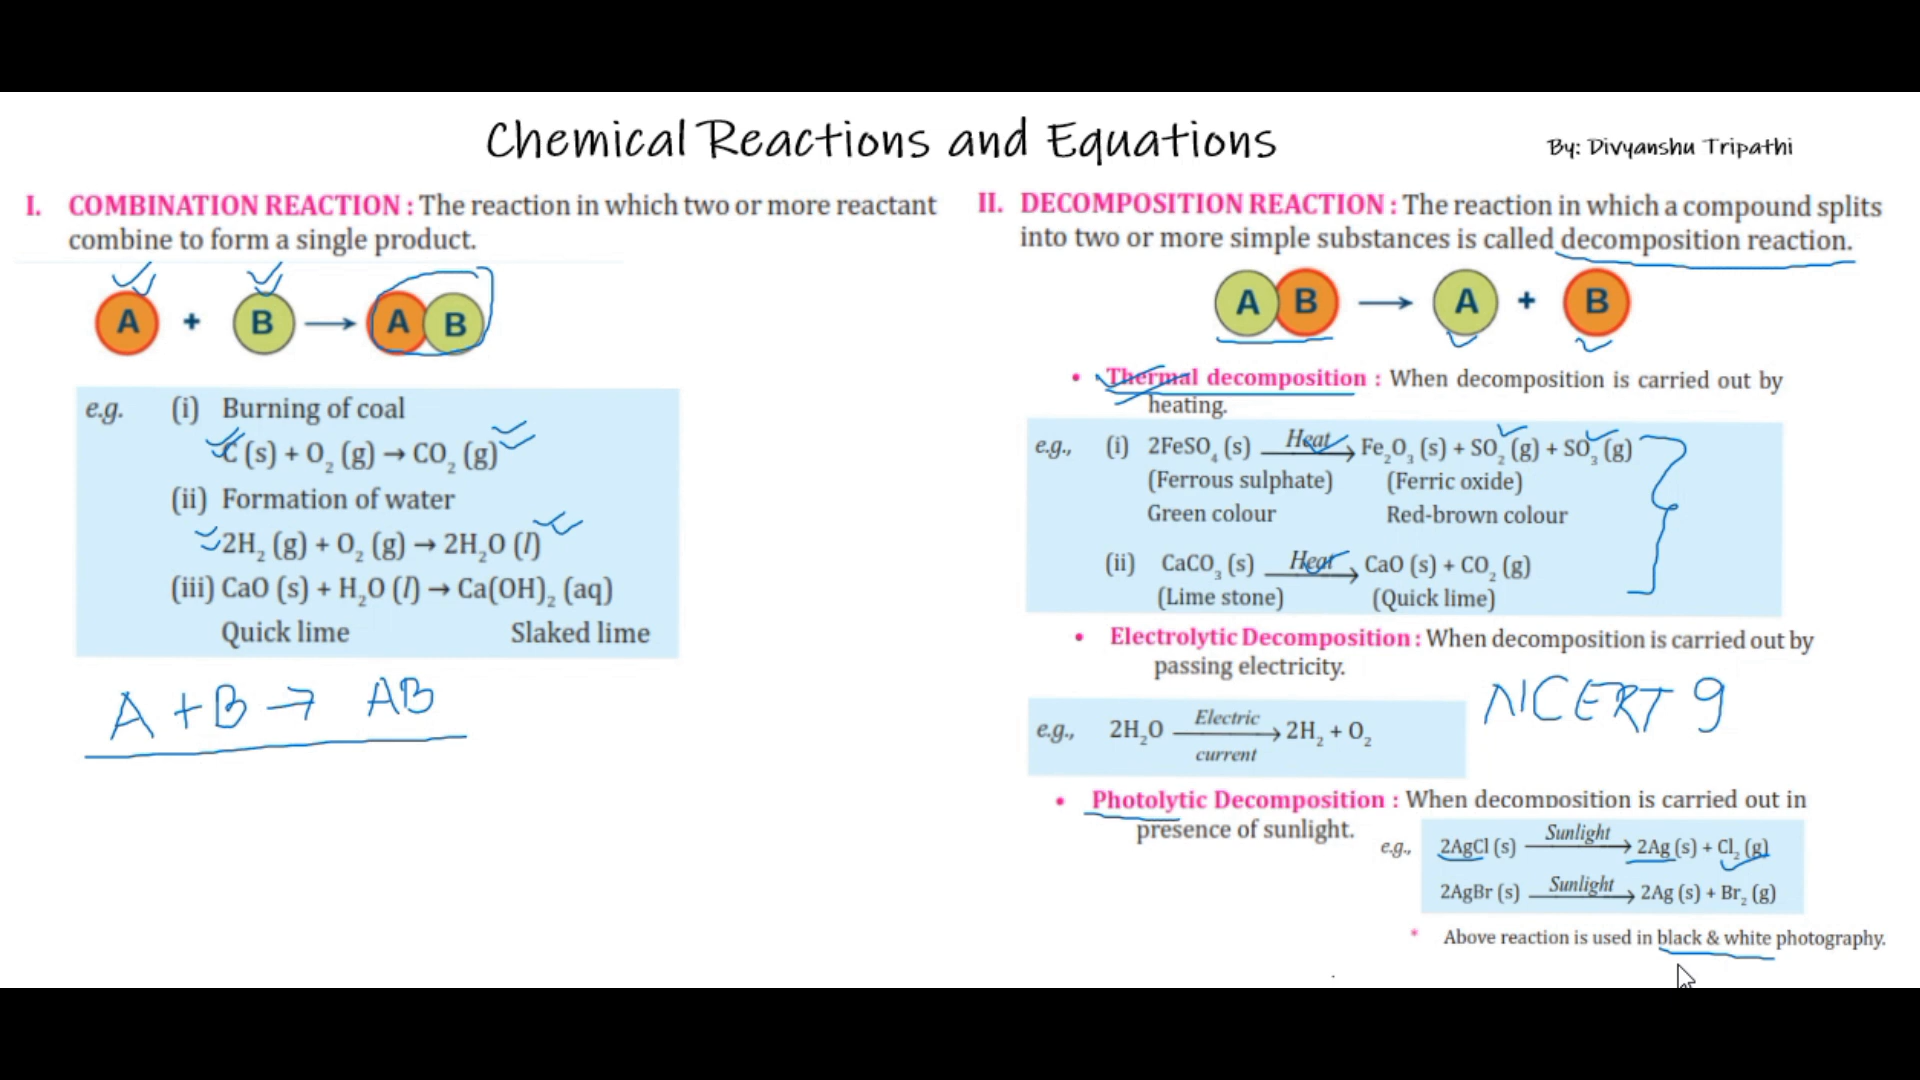 Chemical Reactions and Equations
By: Divyanshu Tripathi
I. COMBINATION REACTION : The reaction in which two or more reactant
combine to form a single product.
A + B → A B
e.g. (i) Burning of coal
C (s) + O₂ (g) → CO₂ (g)
(ii) Formation of water
2H₂ (g) + O₂ (g) → 2H₂O (l)
(iii) CaO (s) + H₂O (l) → Ca(OH)₂ (aq)
Quick lime Slaked lime
A + B → AB
II. DECOMPOSITION REACTION : The reaction in which a compound splits
into two or more simple substances is called decomposition reaction.
A B → A + B
• Thermal decomposition : When decomposition is carried out by
heating.
e.g., (i) 2FeSO₄ (s) Heat → Fe₂O₃ (s) + SO₂ (g) + SO₃ (g)
(Ferrous sulphate) (Ferric oxide)
Green colour Red-brown colour
(ii) CaCO₃ (s) Heat → CaO (s) + CO₂ (g)
(Lime stone) (Quick lime)
• Electrolytic Decomposition : When decomposition is carried out by
passing electricity.
NCERT 9
e.g., 2H₂O Electric current → 2H₂ + O₂
• Photolytic Decomposition : When decomposition is carried out in
presence of sunlight.
e.g., 2AgCl (s) Sunlight → 2Ag (s) + Cl₂ (g)
2AgBr (s) Sunlight → 2Ag (s) + Br₂ (g)
* Above reaction is used in black & white photography.